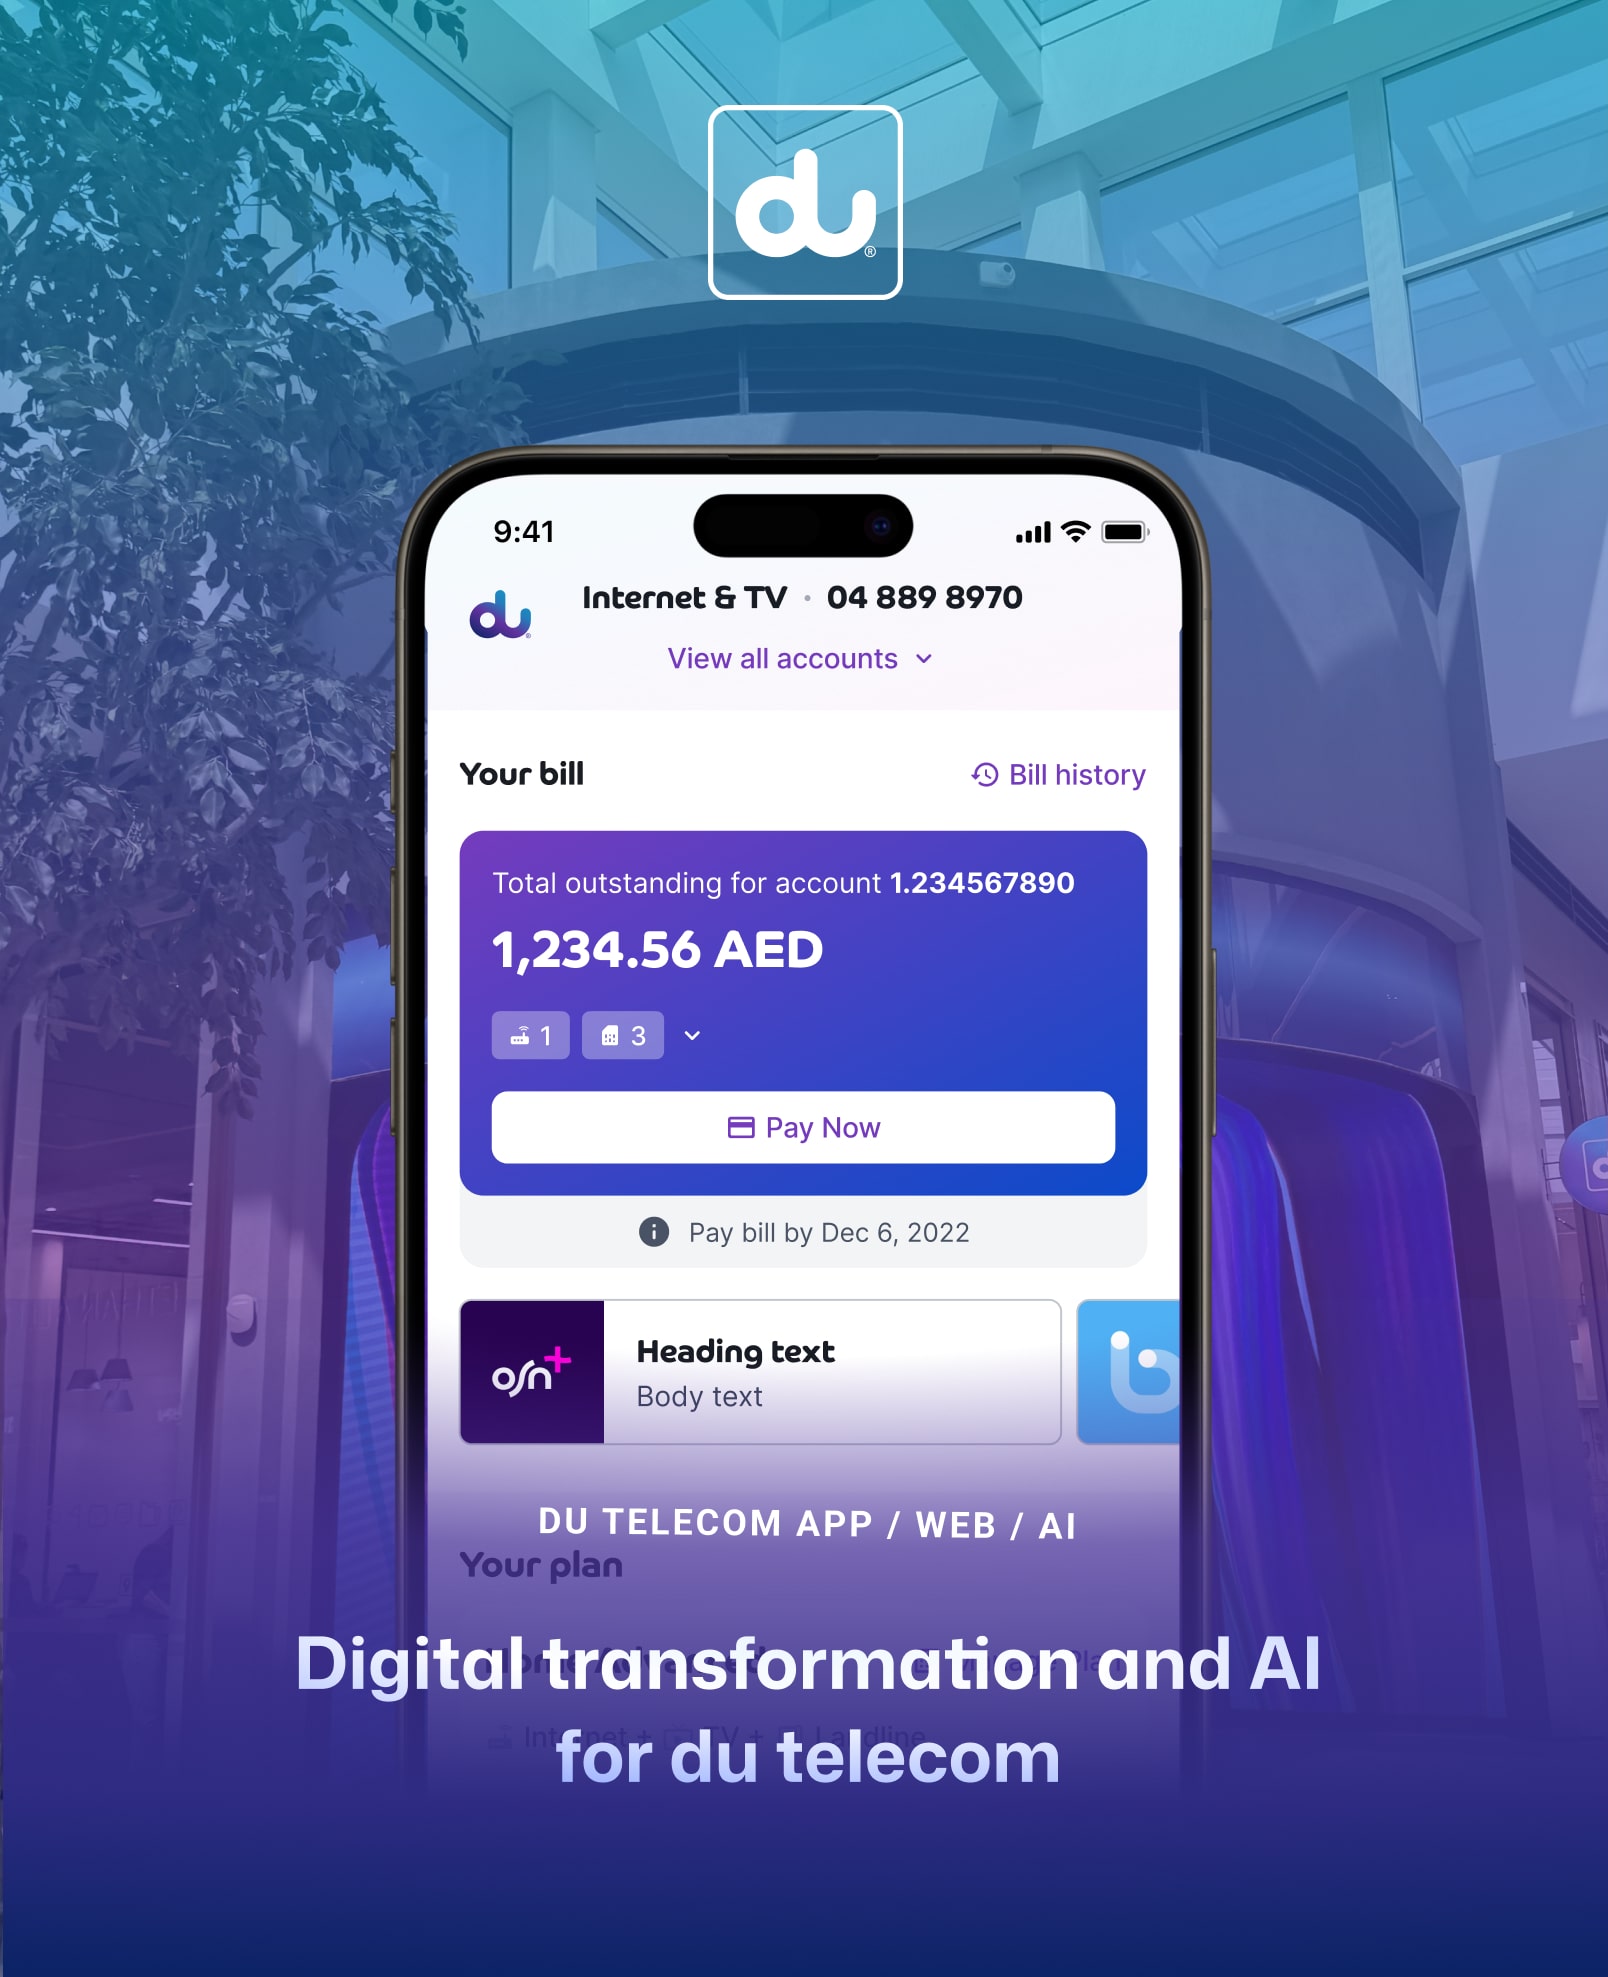 du
9:41
du
Internet & TV · 04 889 8970
View all accounts
Your bill
Bill history
Total outstanding for account 1.234567890
1,234.56 AED
1
3
Pay Now
Pay bill by Dec 6, 2022
osn+
Heading text
Body text
b
DU TELECOM APP / WEB / AI
Your plan
Digital transformation and AI
for du telecom